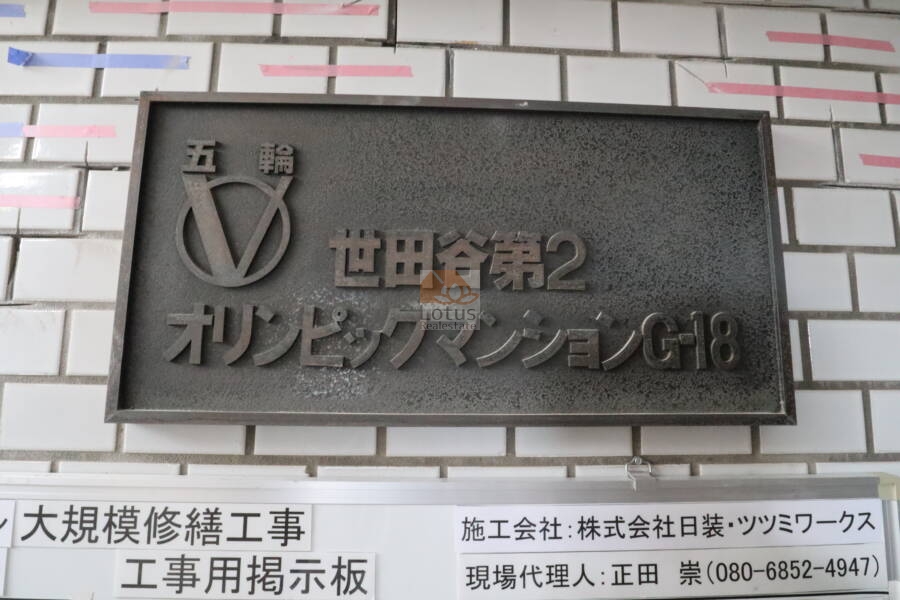 五輪
世田谷第2
オリンピックマンションG-18
Lotus
Real estate
大規模修繕工事
工事用掲示板
施工会社:株式会社日装・ツツミワークス
現場代理人:正田 崇(080-6852-4947)